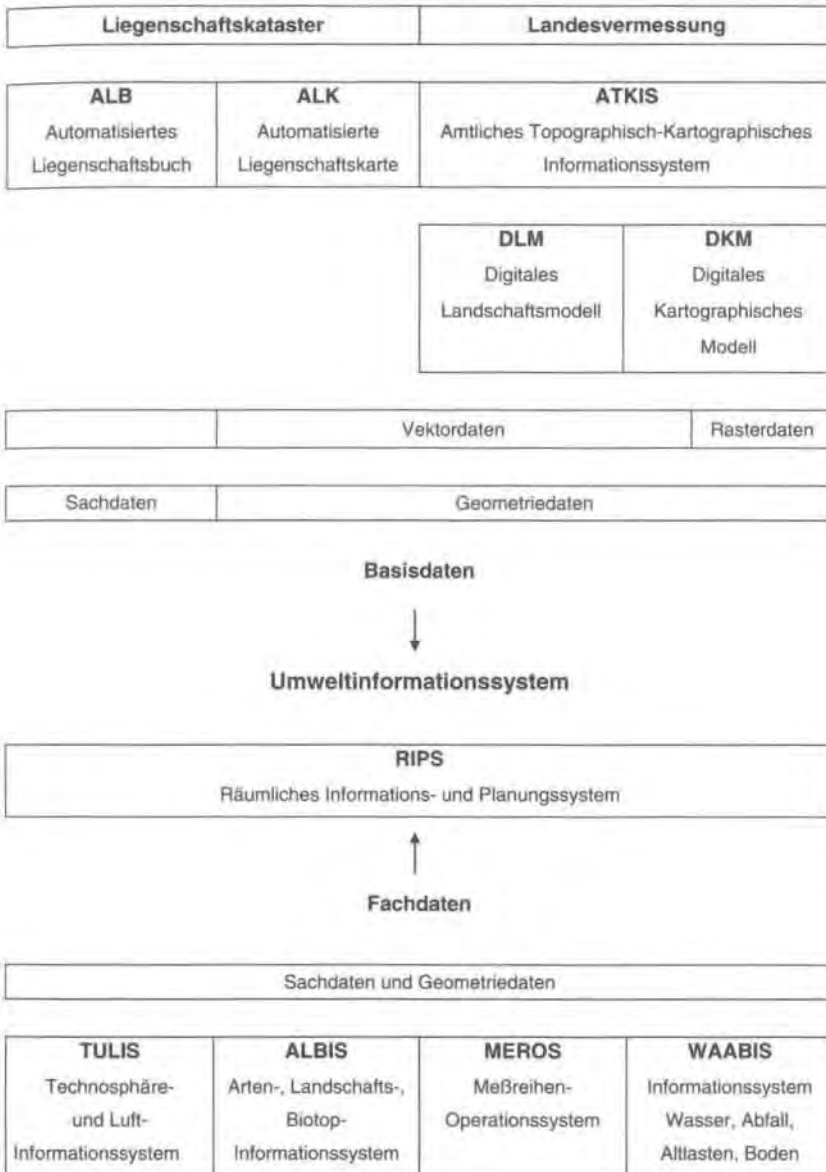 Liegenschaftskataster Landesvermessung
ALB ALK ATKIS
Automatisiertes Automatisierte Amtliches Topographisch-Kartographisches
Liegenschaftsbuch Liegenschaftskarte Informationssystem
DLM DKM
Digitales Digitales
Landschaftsmodell Kartographisches
Modell
Vektordaten Rasterdaten
Sachdaten Geometriedaten
Basisdaten
Umweltinformationssystem
RIPS
Räumliches Informations- und Planungssystem
Fachdaten
Sachdaten und Geometriedaten
TULIS ALBIS MEROS WAABIS
Technosphäre- Arten-, Landschafts-, Meßreihen- Informationssystem
und Luft- Biotop- Operationssystem Wasser, Abfall,
Informationssystem Informationssystem Altlasten, Boden